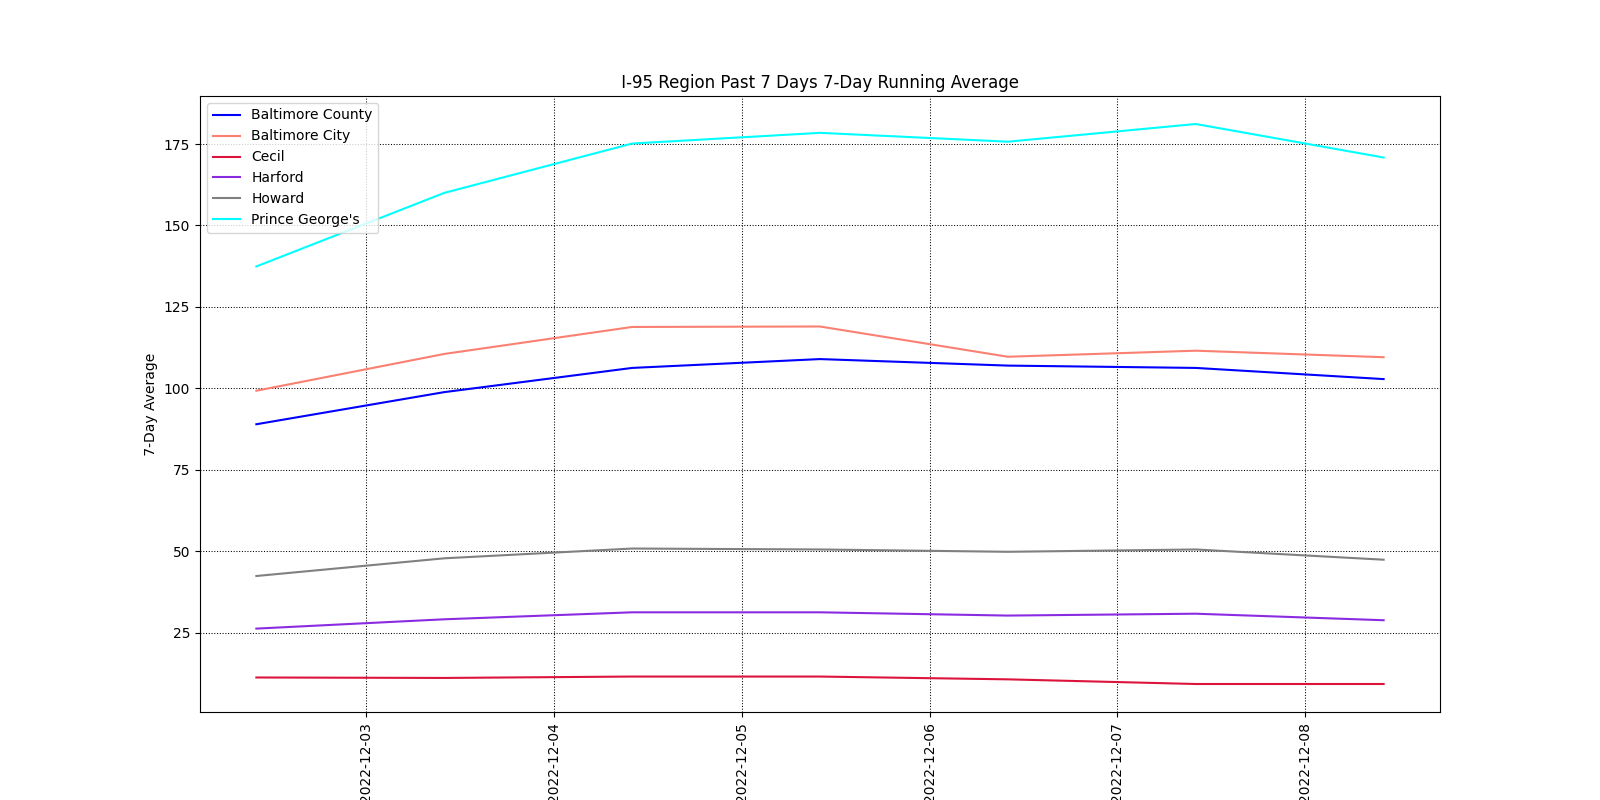 I-95 Region Past 7 Days 7-Day Running Average
Baltimore County
Baltimore City
Cecil
Harford
Howard
Prince George's
7-Day Average
175
150
125
100
75
50
25
2022-12-03
2022-12-04
2022-12-05
2022-12-06
2022-12-07
2022-12-08